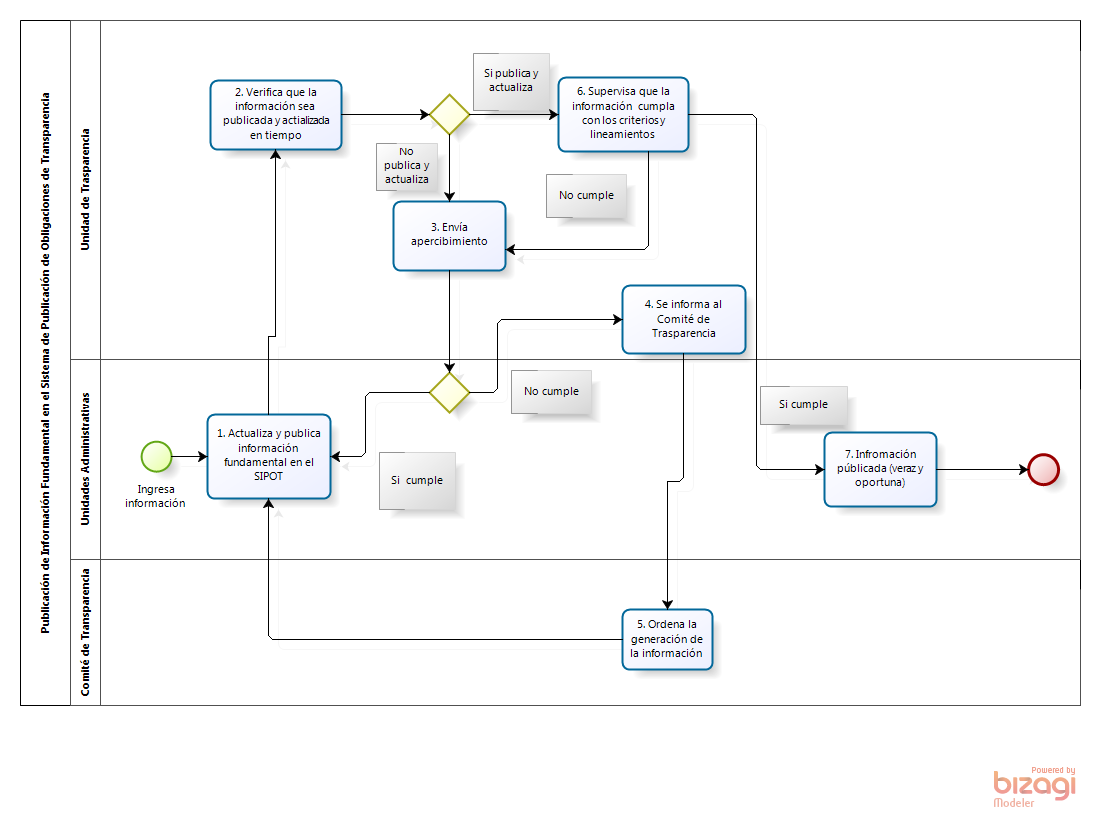 Publicación de Información Fundamental en el Sistema de Publicación de Obligaciones de Transparencia
Unidad de Trasparencia
2. Verifica que la
información sea
publicada y actializada
en tiempo
Si publica y
actualiza
6. Supervisa que la
información cumpla
con los criterios y
lineamientos
No
publica y
actualiza
No cumple
3. Envía
apercibimiento
4. Se informa al
Comité de
Trasparencia
Unidades Administrativas
No cumple
Si cumple
1. Actualiza y publica
información
fundamental en el
SIPOT
Ingresa
información
Si cumple
7. Infromación
públicada (veraz y
oportuna)
Comité de Transparencia
5. Ordena la
generación de
la información
Powered by
bizagi
Modeler